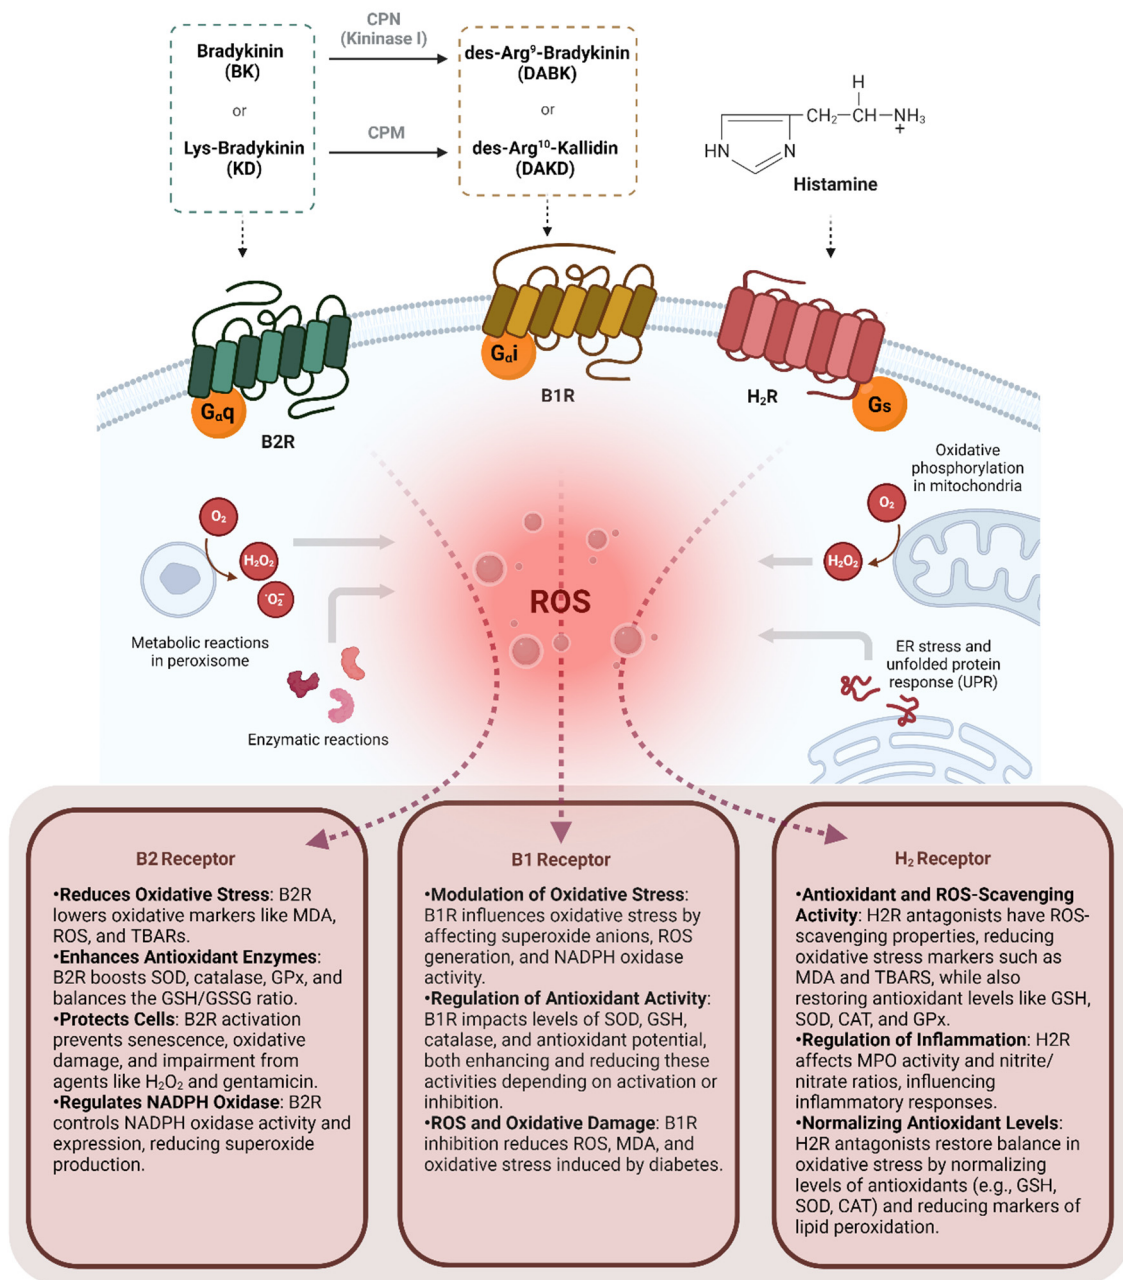 CPN
(Kininase I)
Bradykinin
(BK)
or
Lys-Bradykinin
(KD)
CPM
des-Arg⁹-Bradykinin
(DABK)
or
des-Arg¹⁰-Kallidin
(DAKD)
H
CH₂—CH—NH₃
+
HN
N
Histamine
Gαq
B2R
Gαi
B1R
H₂R
Gs
Oxidative
phosphorylation
in mitochondria
O₂
H₂O₂
·O₂⁻
Metabolic reactions
in peroxisome
Enzymatic reactions
ROS
O₂
H₂O₂
ER stress and
unfolded protein
response (UPR)
B2 Receptor
•Reduces Oxidative Stress: B2R
lowers oxidative markers like MDA,
ROS, and TBARs.
•Enhances Antioxidant Enzymes:
B2R boosts SOD, catalase, GPx, and
balances the GSH/GSSG ratio.
•Protects Cells: B2R activation
prevents senescence, oxidative
damage, and impairment from
agents like H₂O₂ and gentamicin.
•Regulates NADPH Oxidase: B2R
controls NADPH oxidase activity and
expression, reducing superoxide
production.
B1 Receptor
•Modulation of Oxidative Stress:
B1R influences oxidative stress by
affecting superoxide anions, ROS
generation, and NADPH oxidase
activity.
•Regulation of Antioxidant Activity:
B1R impacts levels of SOD, GSH,
catalase, and antioxidant potential,
both enhancing and reducing these
activities depending on activation or
inhibition.
•ROS and Oxidative Damage: B1R
inhibition reduces ROS, MDA, and
oxidative stress induced by diabetes.
H₂ Receptor
•Antioxidant and ROS-Scavenging
Activity: H2R antagonists have ROS-
scavenging properties, reducing
oxidative stress markers such as
MDA and TBARS, while also
restoring antioxidant levels like GSH,
SOD, CAT, and GPx.
•Regulation of Inflammation: H2R
affects MPO activity and nitrite/
nitrate ratios, influencing
inflammatory responses.
•Normalizing Antioxidant Levels:
H2R antagonists restore balance in
oxidative stress by normalizing
levels of antioxidants (e.g., GSH,
SOD, CAT) and reducing markers of
lipid peroxidation.